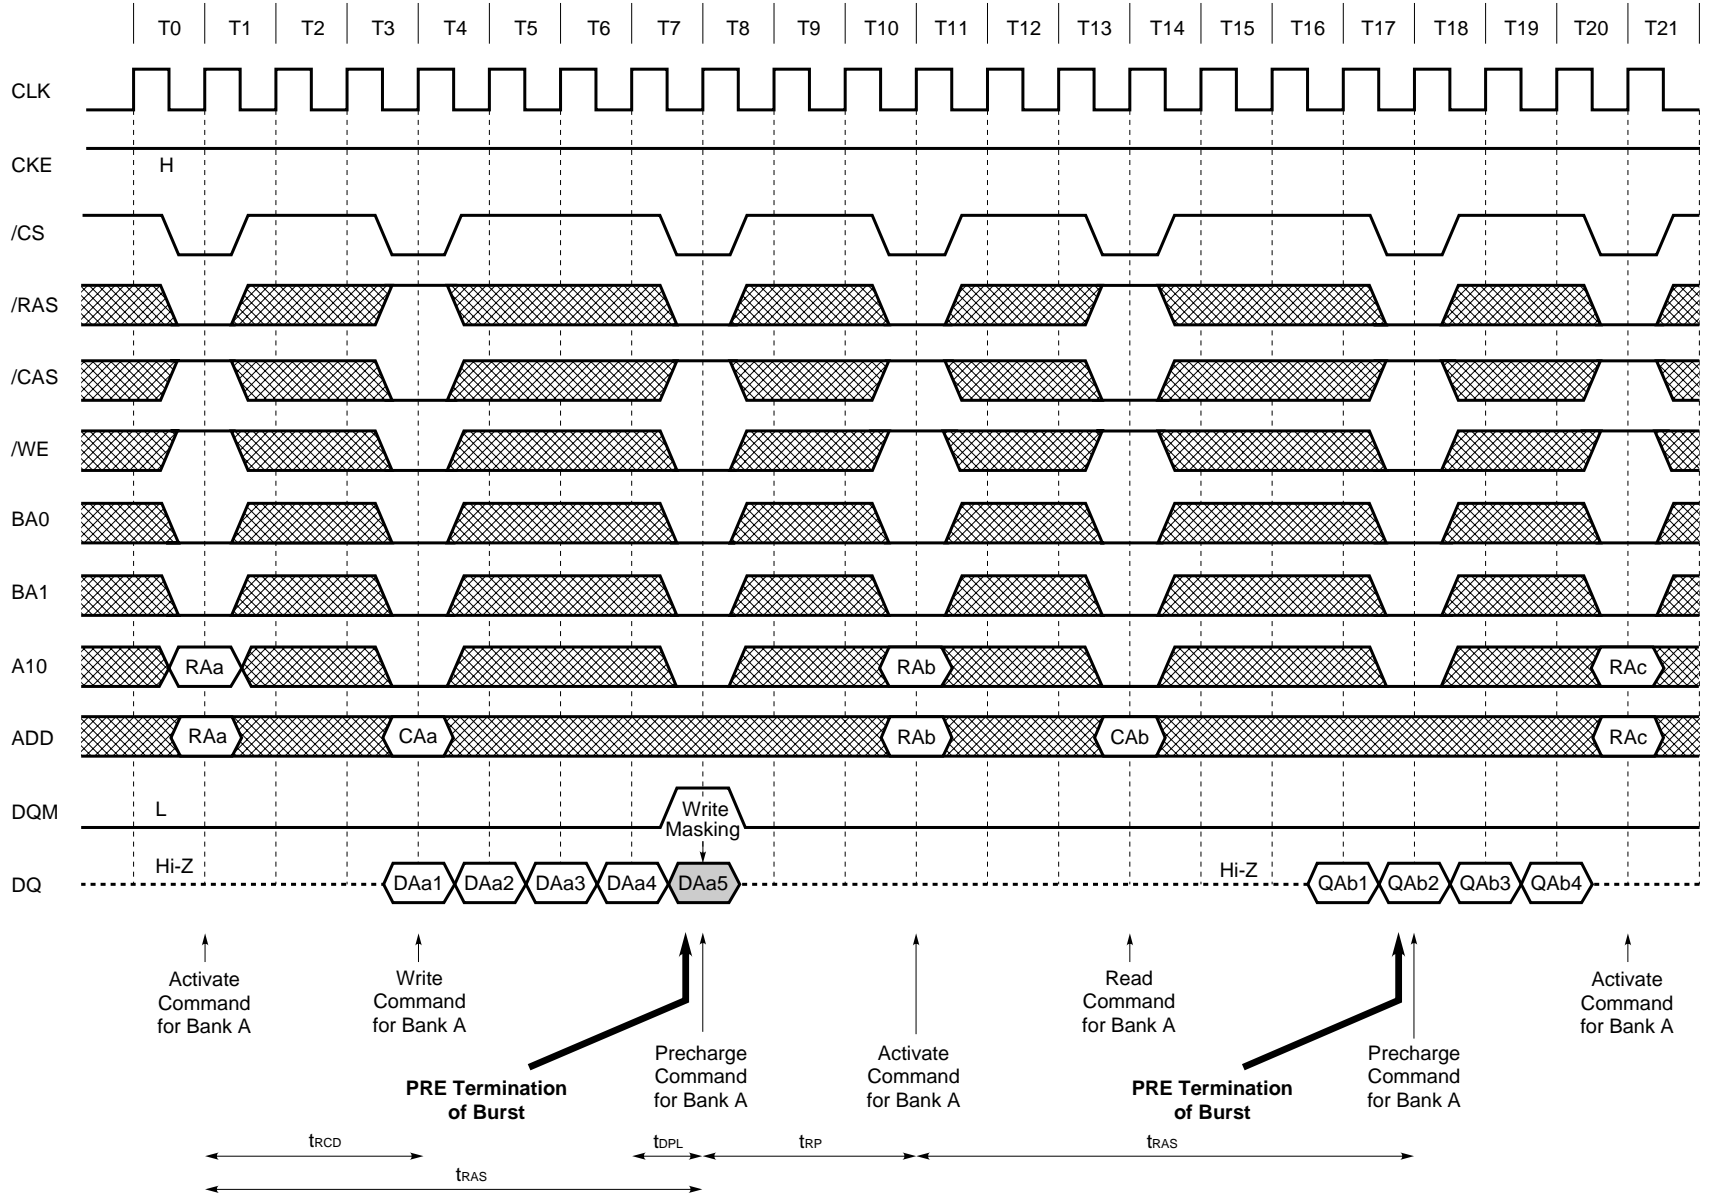 T0 T1 T2 T3 T4 T5 T6 T7 T8 T9 T10 T11 T12 T13 T14 T15 T16 T17 T18 T19 T20 T21
CLK
CKE H
/CS
/RAS
/CAS
/WE
BA0
BA1
A10 RAa RAb RAc
ADD RAa CAa RAb CAb RAc
DQM L Write
Masking
DQ Hi-Z DAa1 DAa2 DAa3 DAa4 DAa5 Hi-Z QAb1 QAb2 QAb3 QAb4
Activate
Command
for Bank A
Write
Command
for Bank A
Read
Command
for Bank A
Activate
Command
for Bank A
PRE Termination
of Burst
Precharge
Command
for Bank A
Activate
Command
for Bank A
PRE Termination
of Burst
Precharge
Command
for Bank A
tRCD tDPL tRP tRAS
tRAS